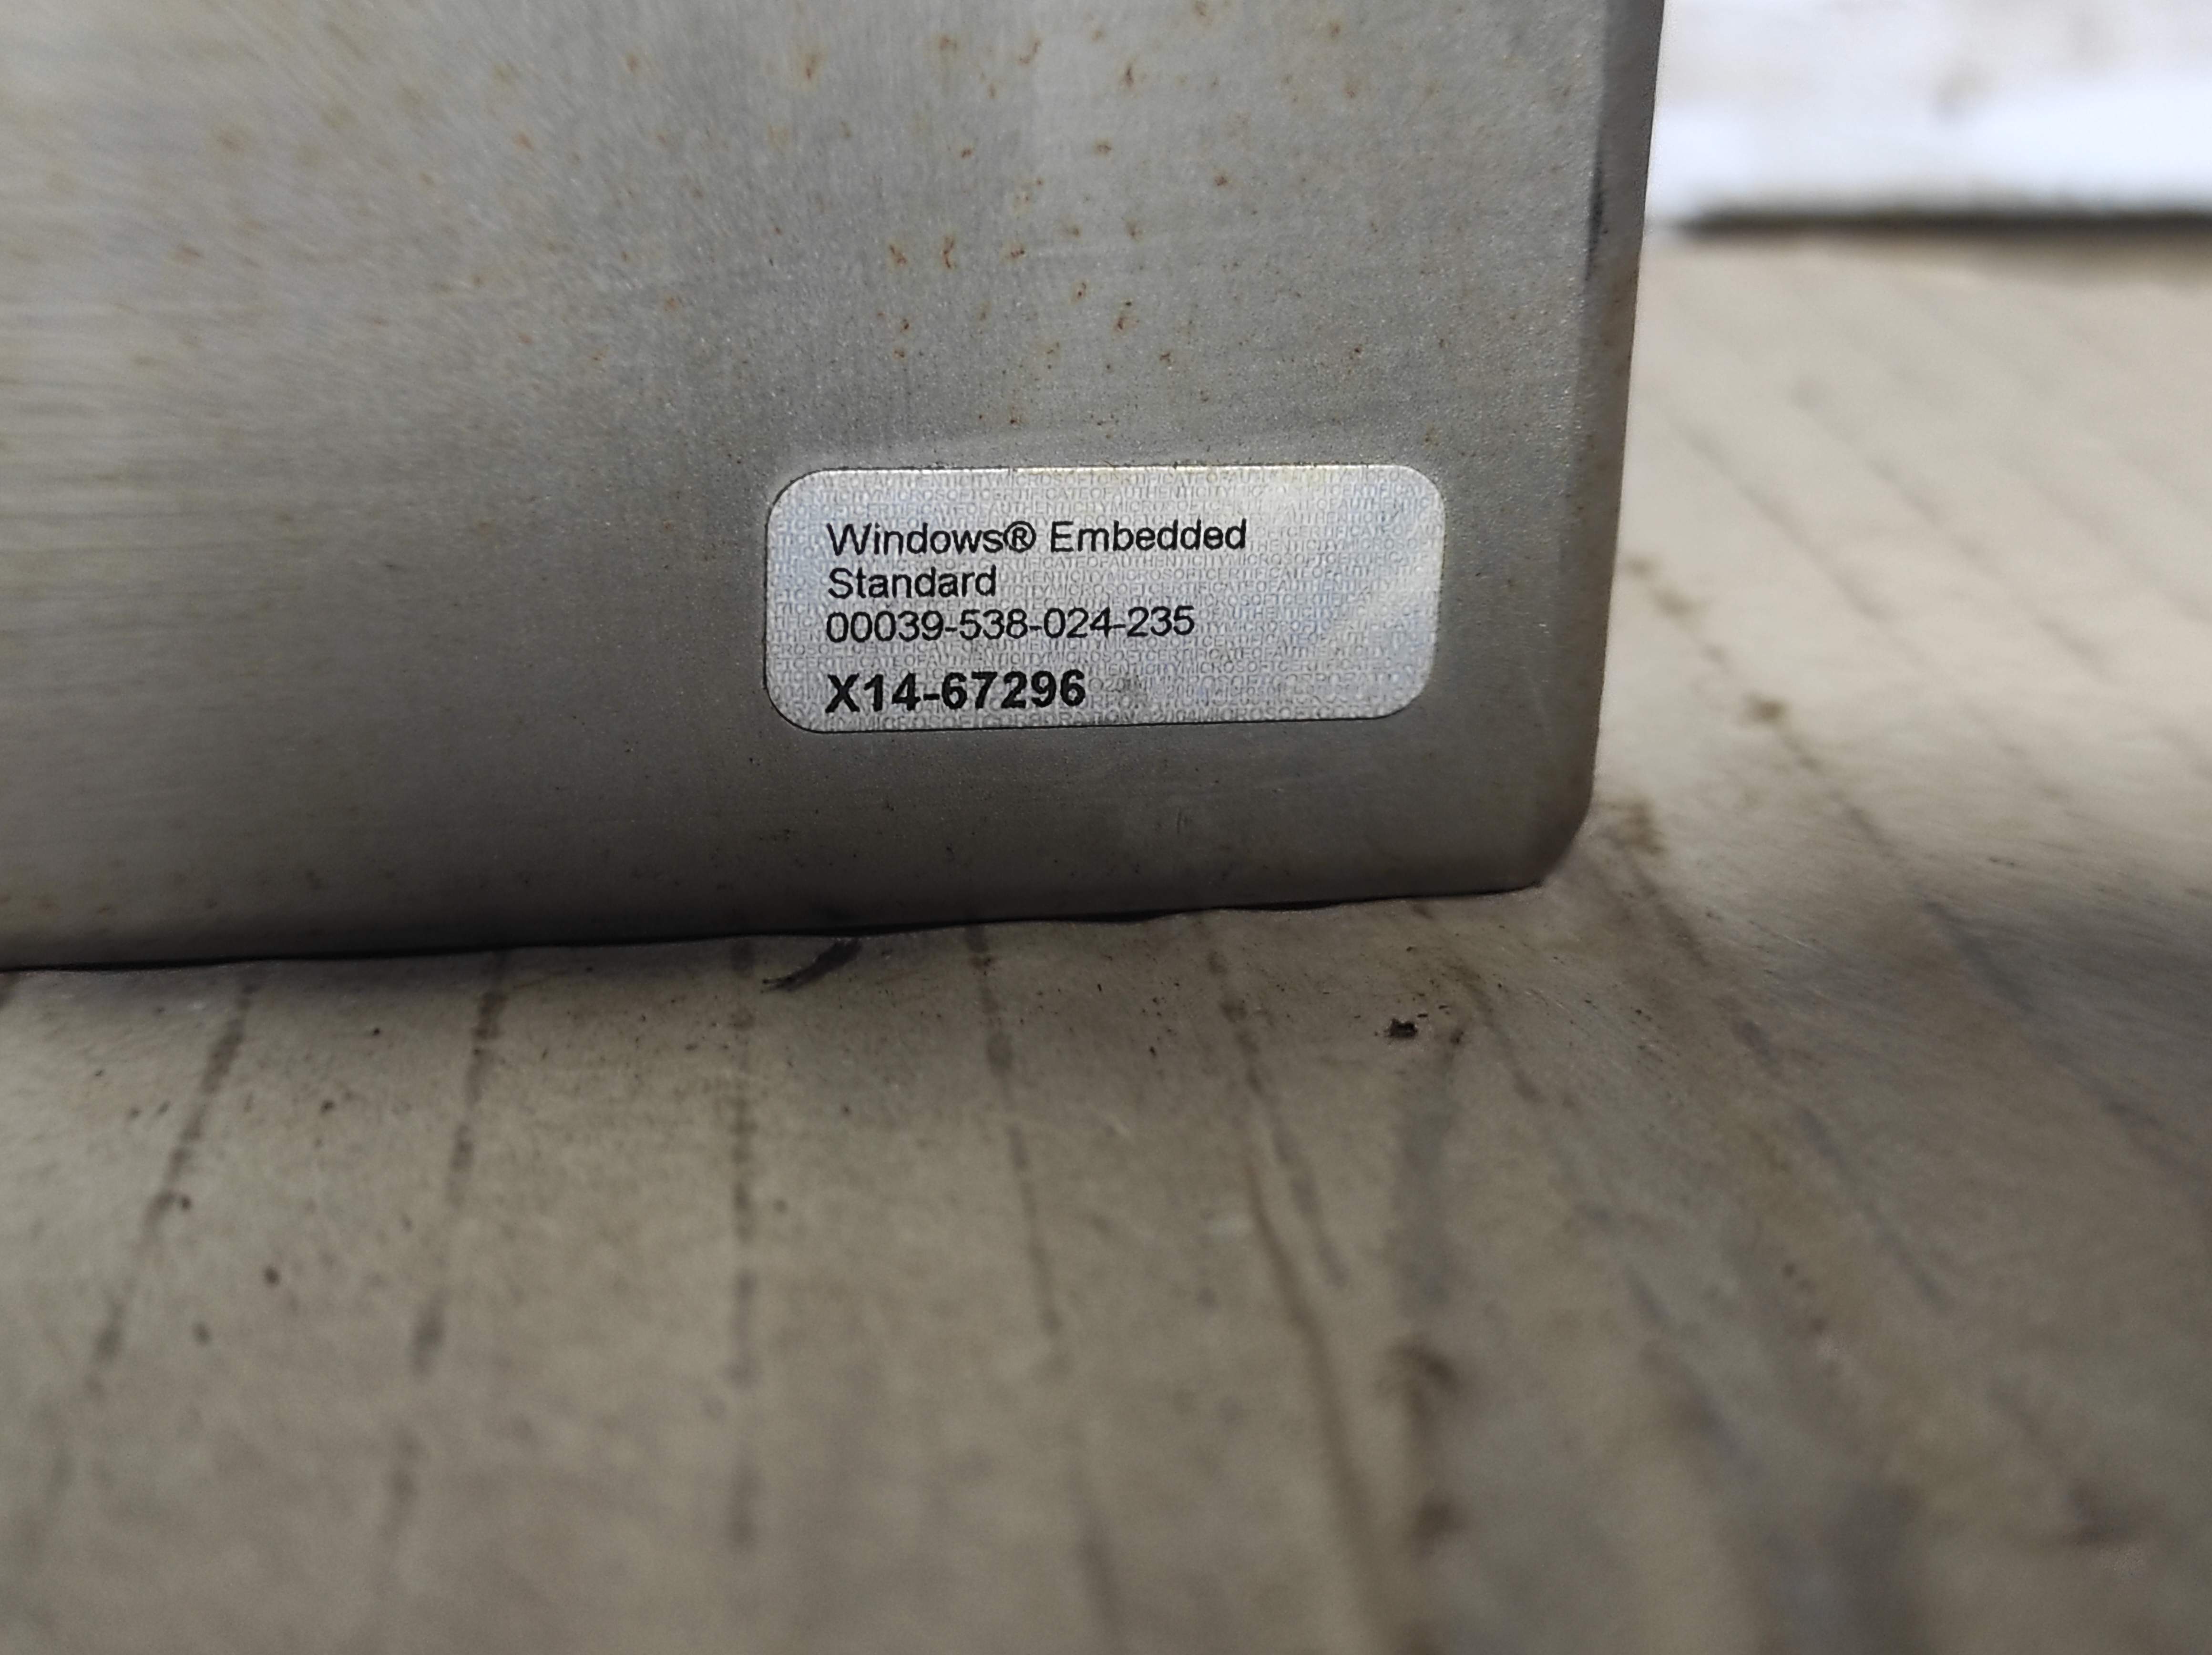 Windows® Embedded
Standard
00039-538-024-235
X14-67296